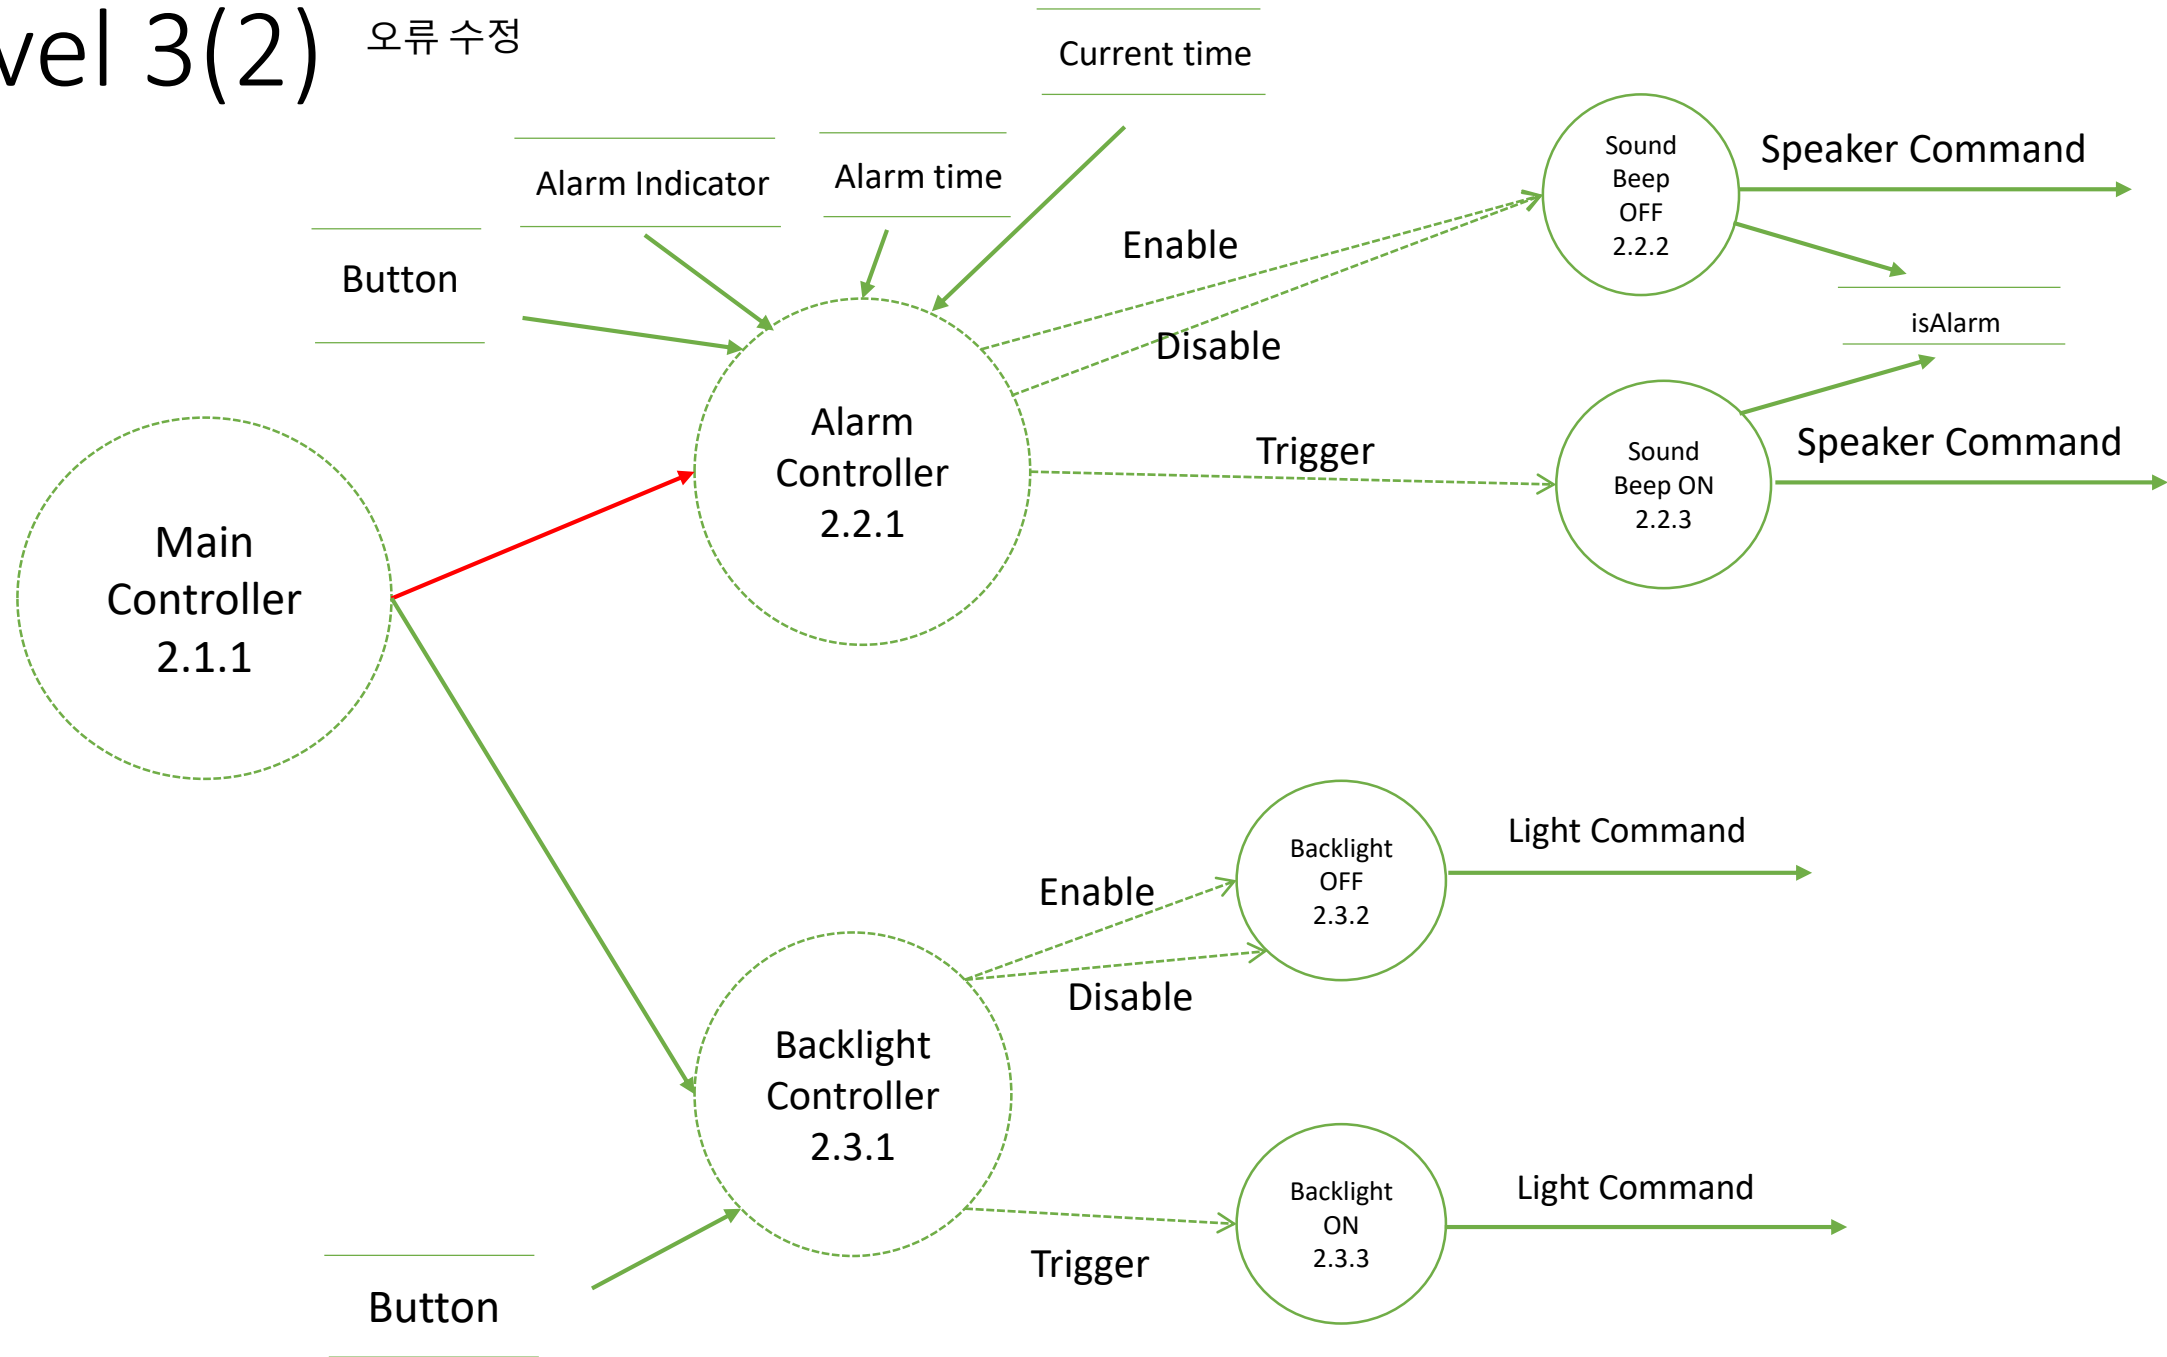 vel 3(2)
오류 수정
Current time
Alarm Indicator
Alarm time
Button
Enable
Disable
Trigger
Sound
Beep
OFF
2.2.2
Speaker Command
isAlarm
Sound
Beep ON
2.2.3
Speaker Command
Alarm
Controller
2.2.1
Main
Controller
2.1.1
Backlight
Controller
2.3.1
Enable
Disable
Trigger
Backlight
OFF
2.3.2
Light Command
Backlight
ON
2.3.3
Light Command
Button